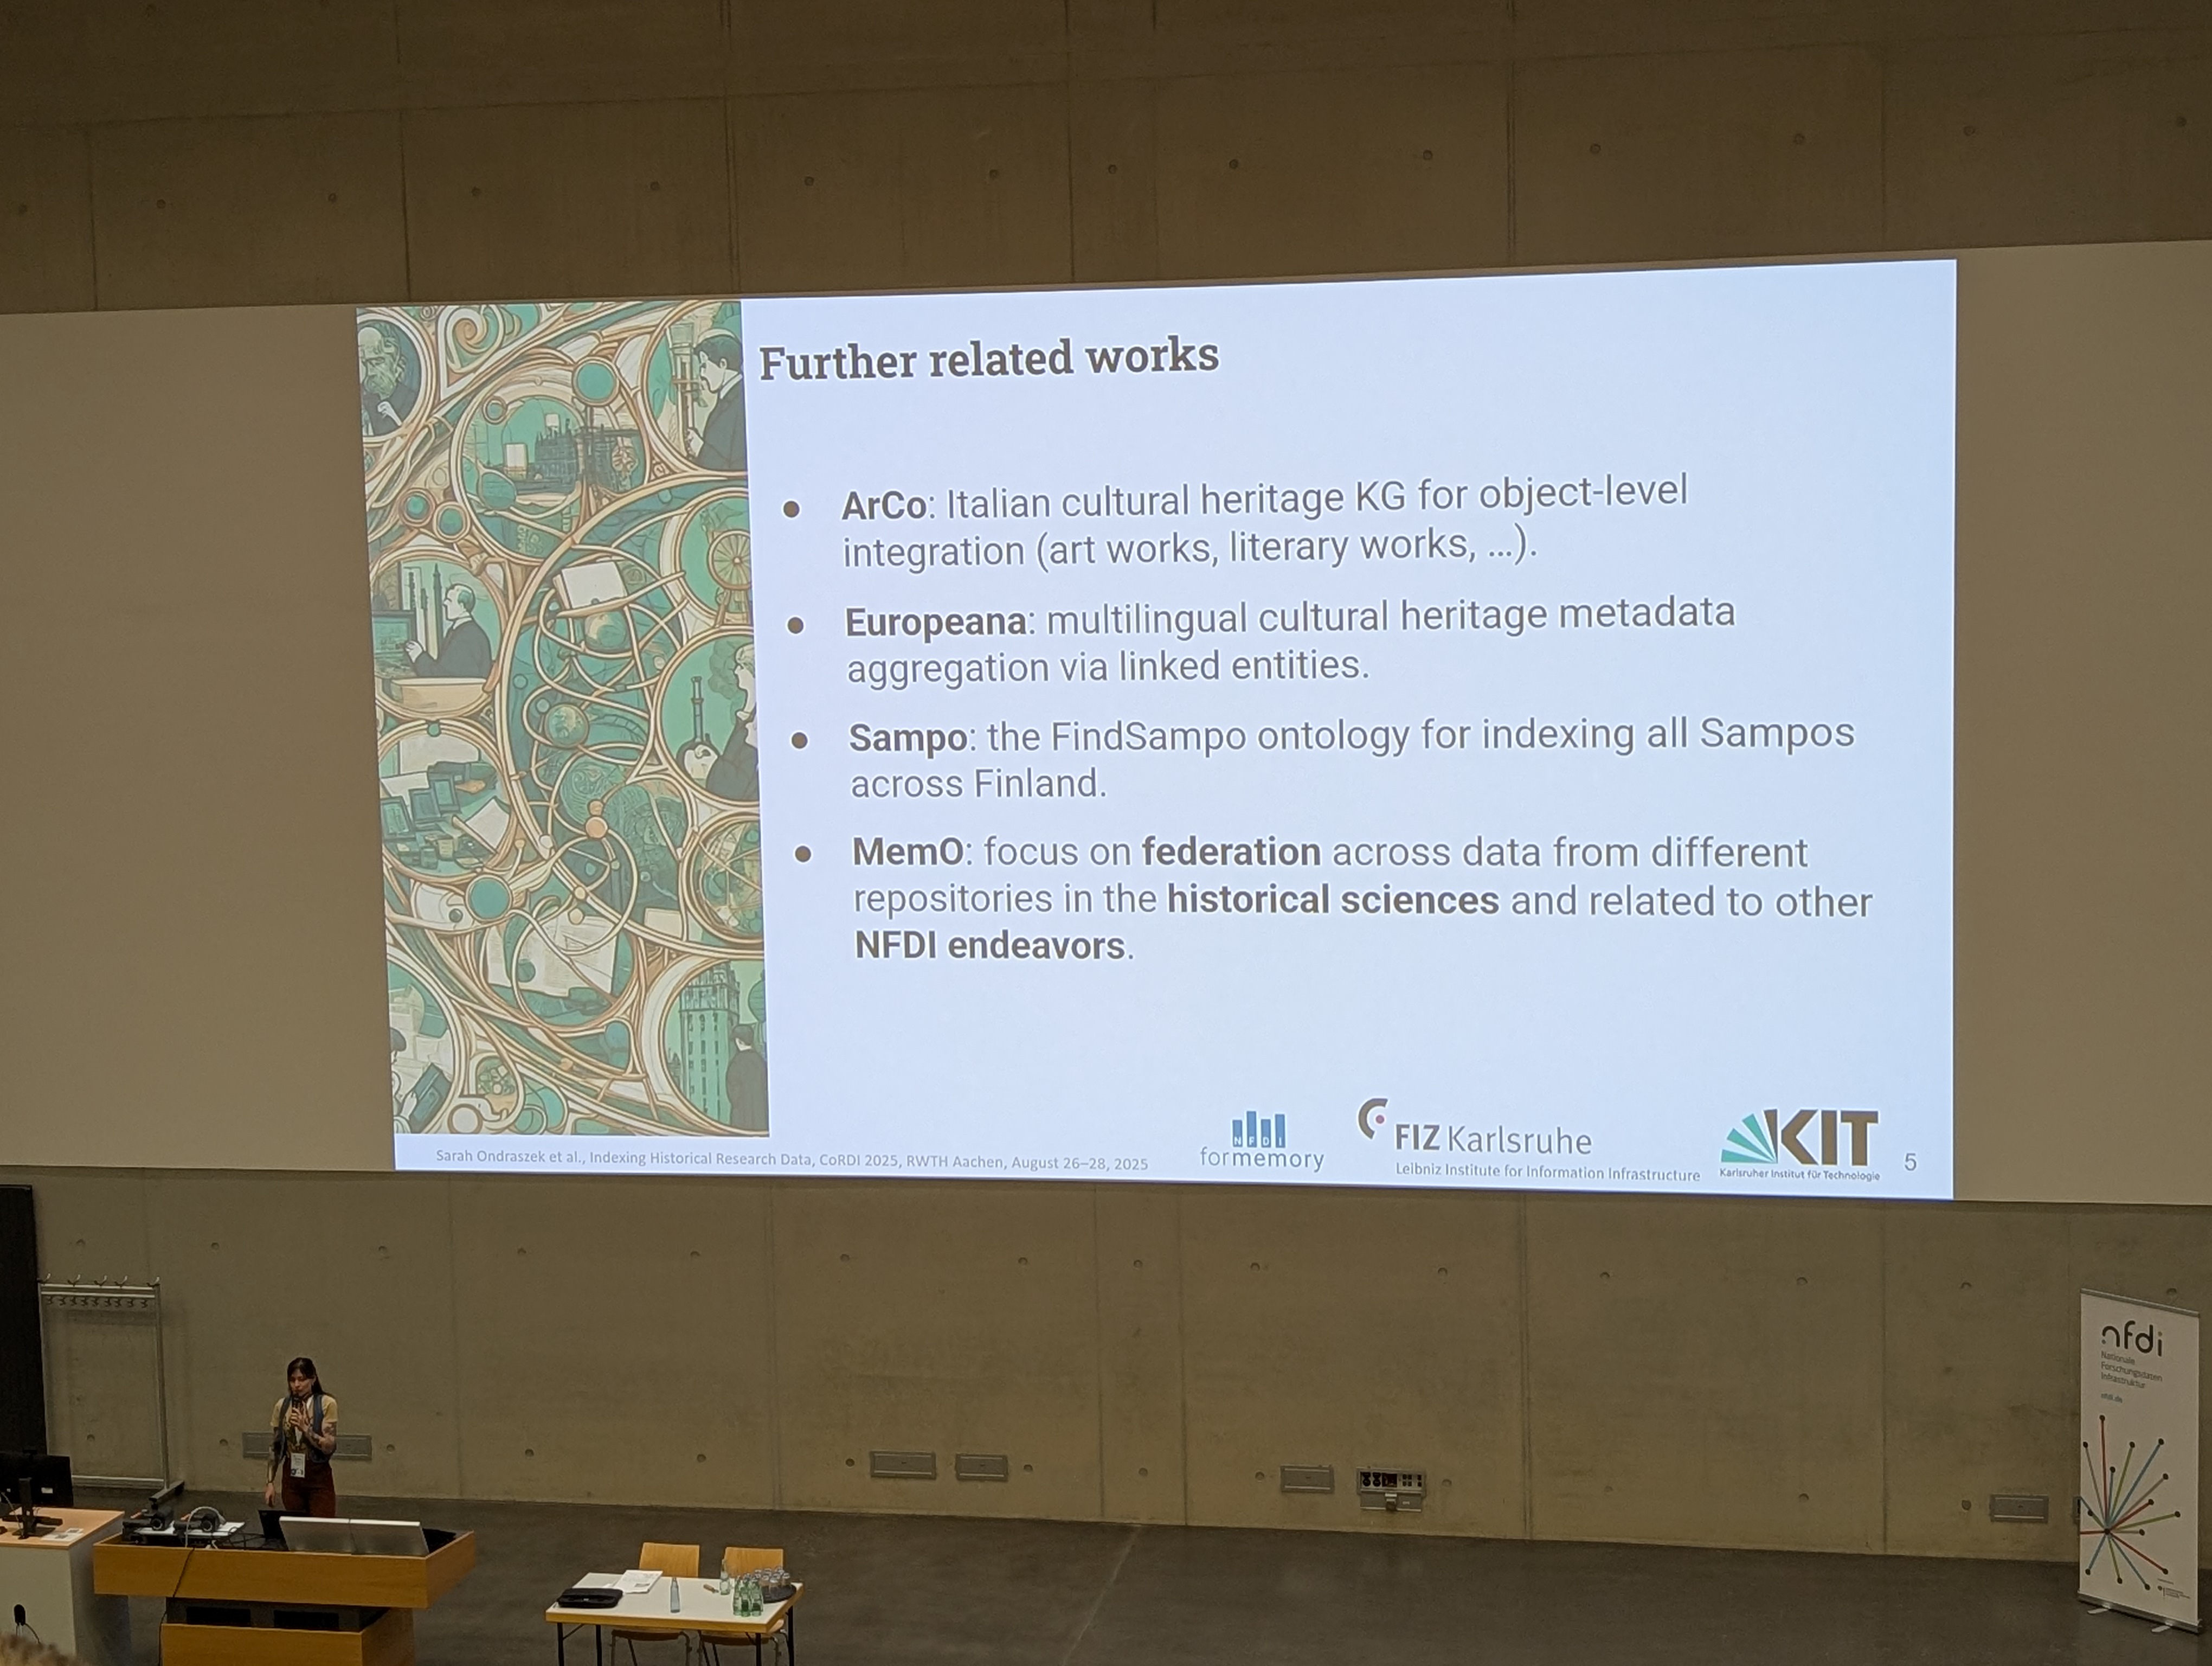 Further related works
● ArCo: Italian cultural heritage KG for object-level
integration (art works, literary works, ...).
● Europeana: multilingual cultural heritage metadata
aggregation via linked entities.
● Sampo: the FindSampo ontology for indexing all Sampos
across Finland.
● MemO: focus on federation across data from different
repositories in the historical sciences and related to other
NFDI endeavors.
Sarah Ondraszek et al., Indexing Historical Research Data, CoRDI 2025, RWTH Aachen, August 26–28, 2025
NFDI
formemory
FIZ Karlsruhe
Leibniz Institute for Information Infrastructure
KIT
Karlsruher Institut für Technologie
5
nfdi
Nationale
Forschungsdaten
Infrastruktur
nfdi.de